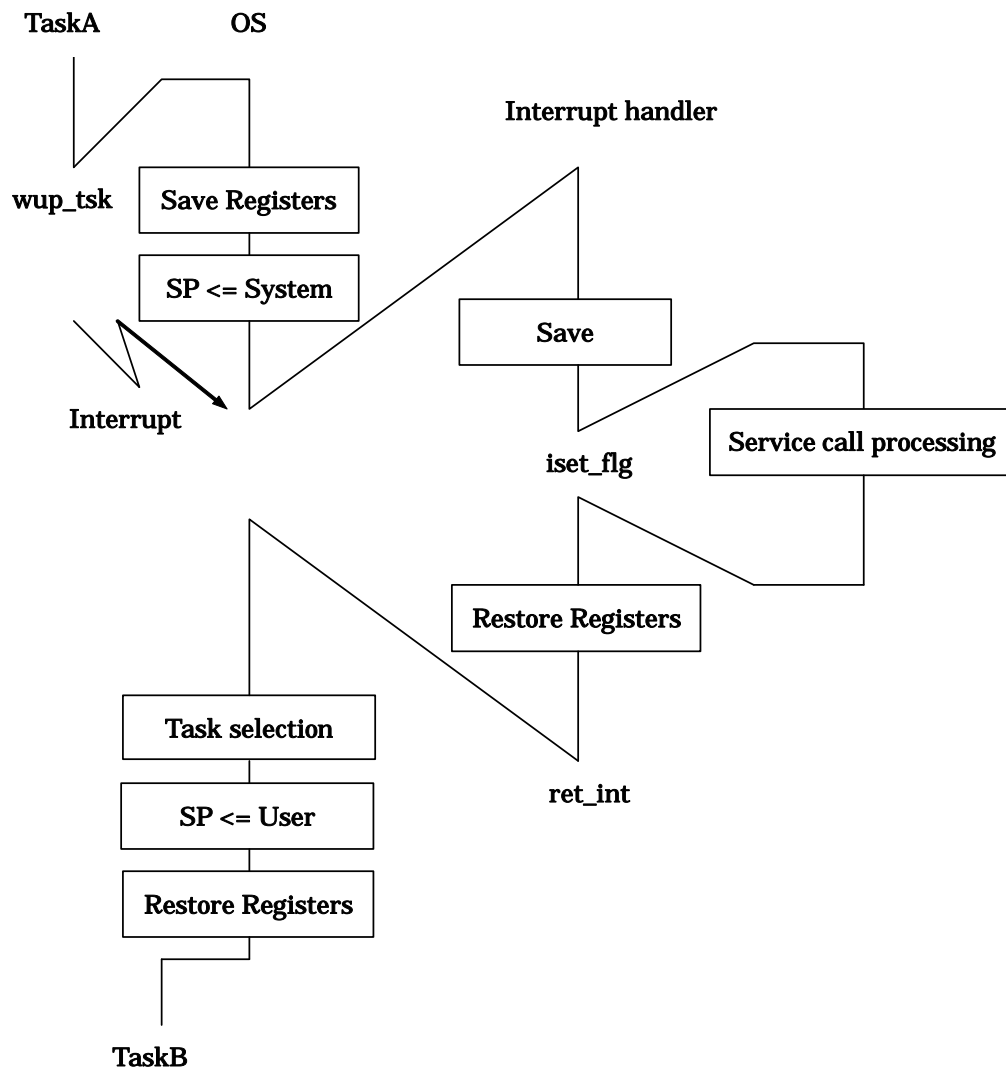 TaskA
OS
Interrupt handler
wup_tsk
Save Registers
SP <= System
Save
Interrupt
Service call processing
iset_flg
Restore Registers
Task selection
ret_int
SP <= User
Restore Registers
TaskB